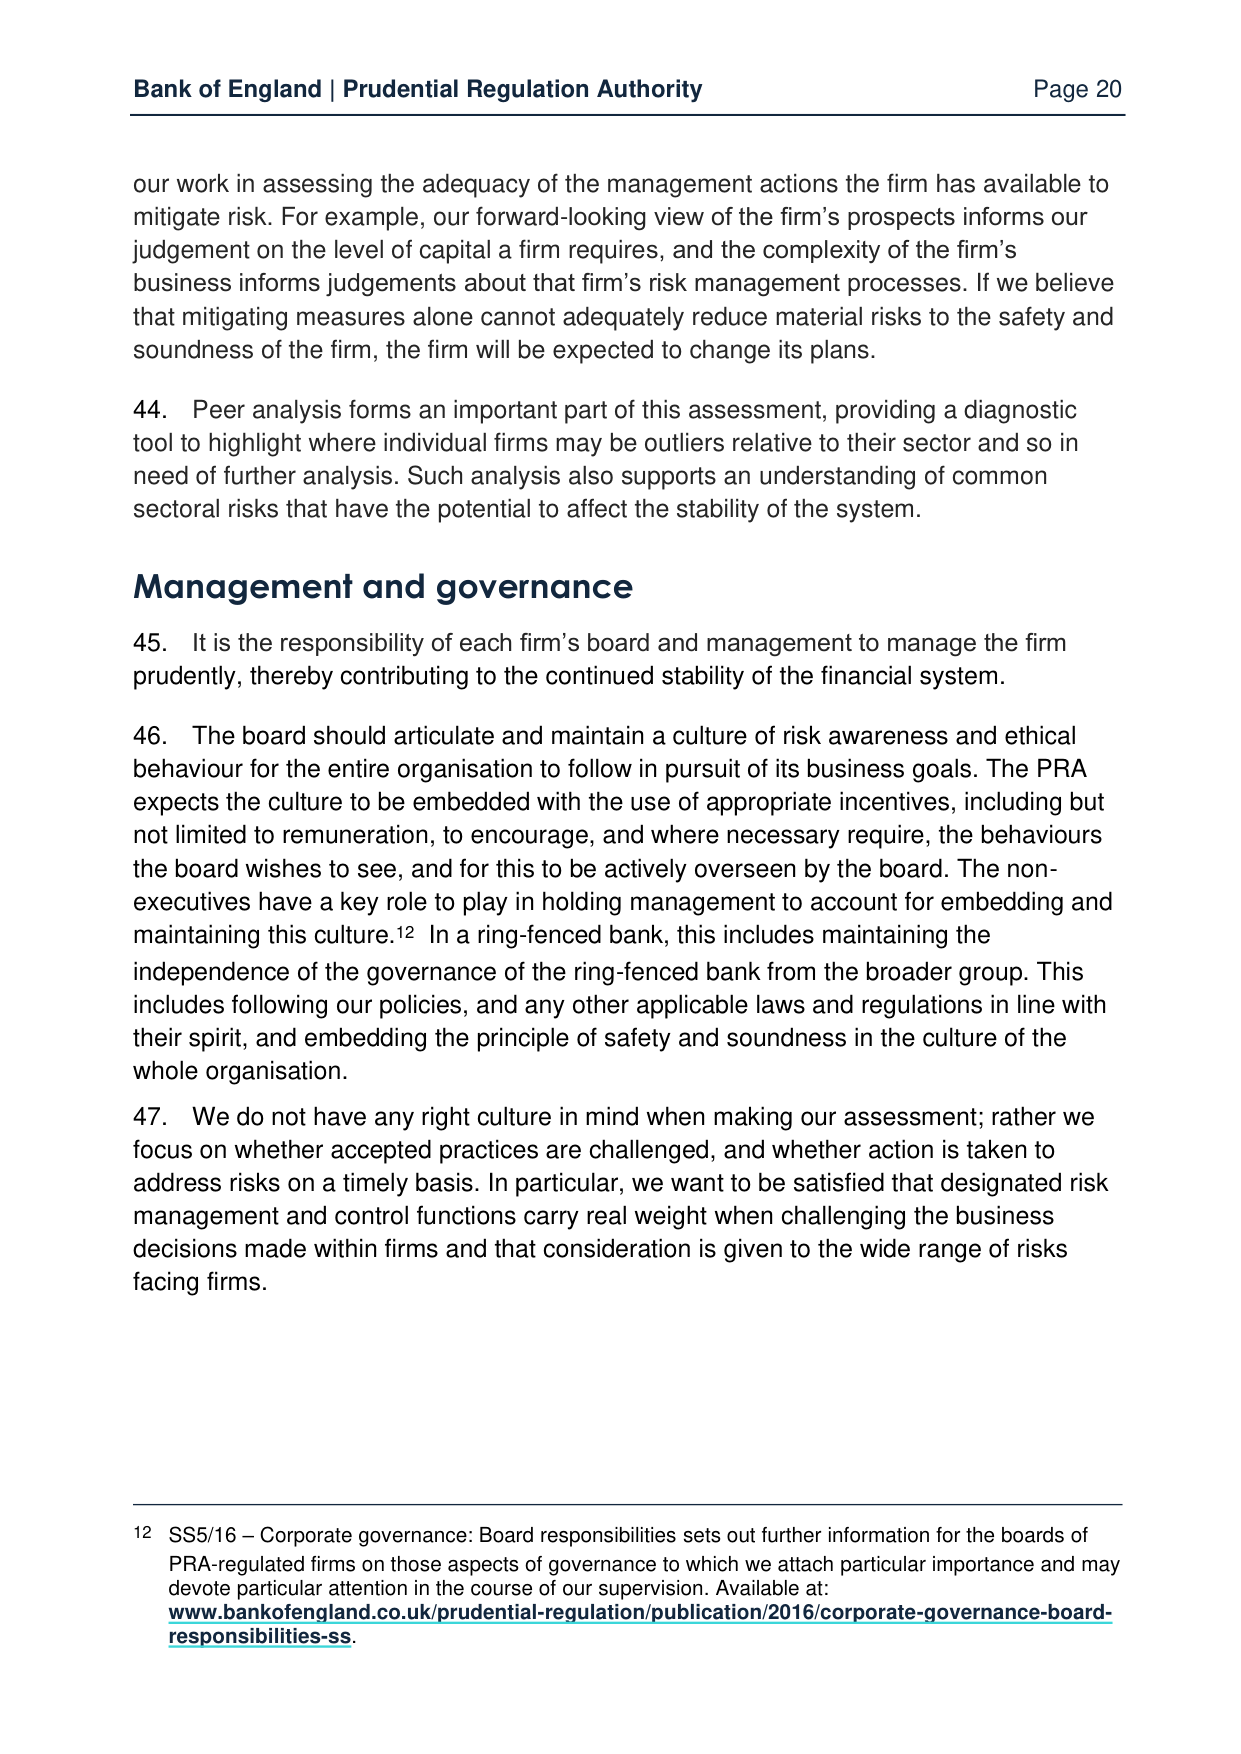 Bank of England | Prudential Regulation Authority Page 20
our work in assessing the adequacy of the management actions the firm has available to
mitigate risk. For example, our forward-looking view of the firm’s prospects informs our
judgement on the level of capital a firm requires, and the complexity of the firm’s
business informs judgements about that firm’s risk management processes. If we believe
that mitigating measures alone cannot adequately reduce material risks to the safety and
soundness of the firm, the firm will be expected to change its plans.
44. Peer analysis forms an important part of this assessment, providing a diagnostic
tool to highlight where individual firms may be outliers relative to their sector and so in
need of further analysis. Such analysis also supports an understanding of common
sectoral risks that have the potential to affect the stability of the system.
Management and governance
45. It is the responsibility of each firm’s board and management to manage the firm
prudently, thereby contributing to the continued stability of the financial system.
46. The board should articulate and maintain a culture of risk awareness and ethical
behaviour for the entire organisation to follow in pursuit of its business goals. The PRA
expects the culture to be embedded with the use of appropriate incentives, including but
not limited to remuneration, to encourage, and where necessary require, the behaviours
the board wishes to see, and for this to be actively overseen by the board. The non-
executives have a key role to play in holding management to account for embedding and
maintaining this culture.12 In a ring-fenced bank, this includes maintaining the
independence of the governance of the ring-fenced bank from the broader group. This
includes following our policies, and any other applicable laws and regulations in line with
their spirit, and embedding the principle of safety and soundness in the culture of the
whole organisation.
47. We do not have any right culture in mind when making our assessment; rather we
focus on whether accepted practices are challenged, and whether action is taken to
address risks on a timely basis. In particular, we want to be satisfied that designated risk
management and control functions carry real weight when challenging the business
decisions made within firms and that consideration is given to the wide range of risks
facing firms.
12 SS5/16 – Corporate governance: Board responsibilities sets out further information for the boards of
PRA-regulated firms on those aspects of governance to which we attach particular importance and may
devote particular attention in the course of our supervision. Available at:
www.bankofengland.co.uk/prudential-regulation/publication/2016/corporate-governance-board-
responsibilities-ss.